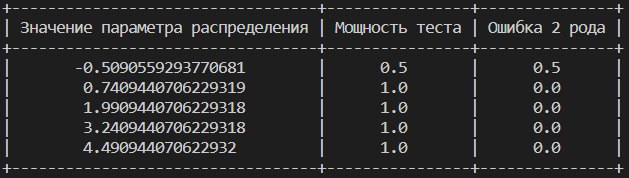 +---------------------------------+---------------+---------------+
| Значение параметра распределения | Мощность теста | Ошибка 2 рода |
+---------------------------------+---------------+---------------+
| -0.5090559293770681 | 0.5 | 0.5 |
| 0.7409440706229319 | 1.0 | 0.0 |
| 1.9909440706229318 | 1.0 | 0.0 |
| 3.2409440706229318 | 1.0 | 0.0 |
| 4.490944070622932 | 1.0 | 0.0 |
+---------------------------------+---------------+---------------+